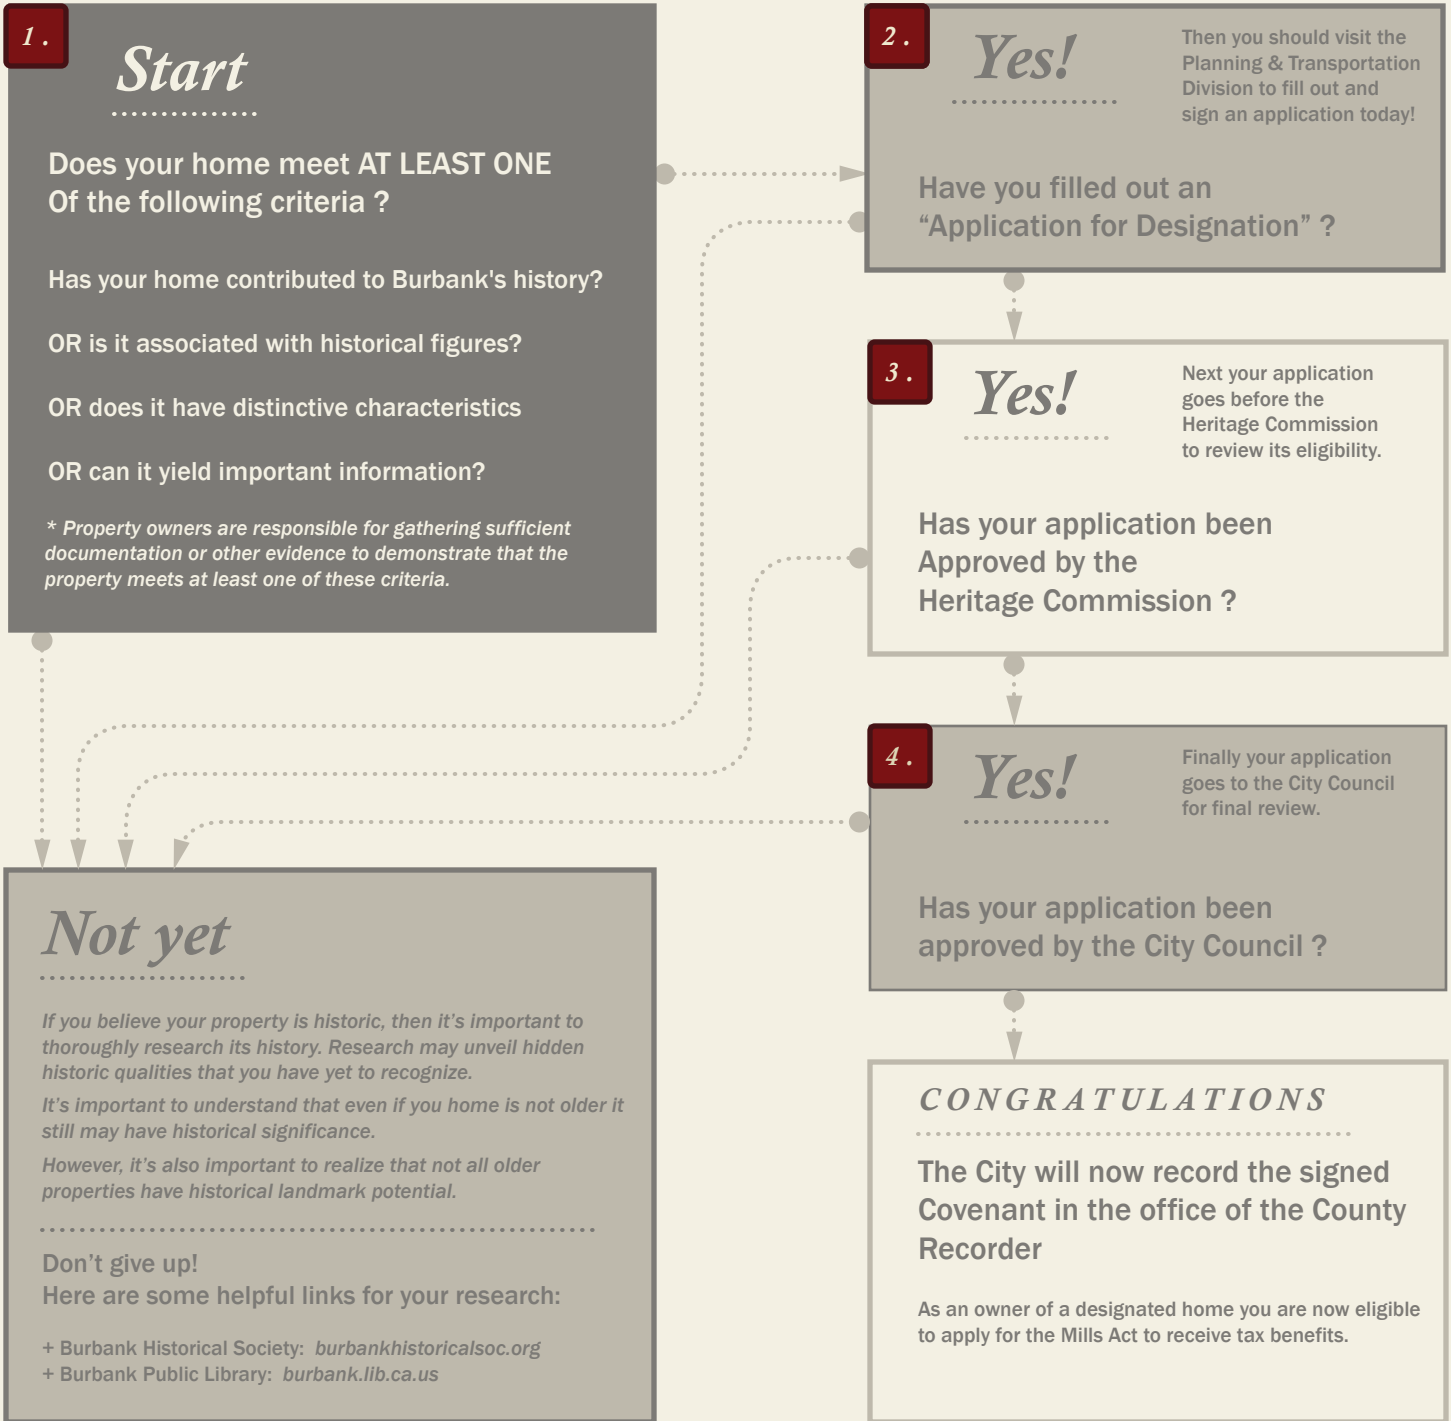 1 .
Start
Does your home meet AT LEAST ONE
Of the following criteria ?
Has your home contributed to Burbank's history?
OR is it associated with historical figures?
OR does it have distinctive characteristics
OR can it yield important information?
* Property owners are responsible for gathering sufficient
documentation or other evidence to demonstrate that the
property meets at least one of these criteria.
2 .
Yes!
Then you should visit the
Planning & Transportation
Division to fill out and
sign an application today!
Have you filled out an
“Application for Designation” ?
3 .
Yes!
Next your application
goes before the
Heritage Commission
to review its eligibility.
Has your application been
Approved by the
Heritage Commission ?
4 .
Yes!
Finally your application
goes to the City Council
for final review.
Has your application been
approved by the City Council ?
Not yet
If you believe your property is historic, then it’s important to
thoroughly research its history. Research may unveil hidden
historic qualities that you have yet to recognize.
It’s important to understand that even if you home is not older it
still may have historical significance.
However, it’s also important to realize that not all older
properties have historical landmark potential.
Don’t give up!
Here are some helpful links for your research:
+ Burbank Historical Society: burbankhistoricalsoc.org
+ Burbank Public Library: burbank.lib.ca.us
CONGRATULATIONS
The City will now record the signed
Covenant in the office of the County
Recorder
As an owner of a designated home you are now eligible
to apply for the Mills Act to receive tax benefits.